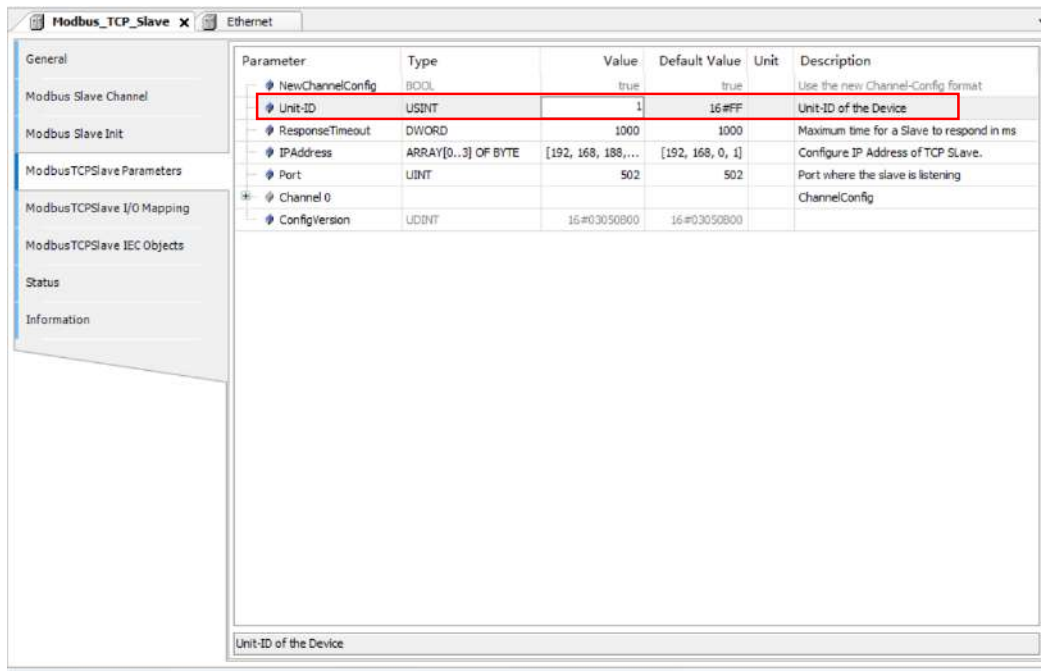 Modbus_TCP_Slave x Ethernet
General
Modbus Slave Channel
Modbus Slave Init
ModbusTCPSlave Parameters
ModbusTCPSlave I/O Mapping
ModbusTCPSlave IEC Objects
Status
Information
Parameter Type Value Default Value Unit Description
NewChannelConfig BOOL true true Use the new Channel-Config format
Unit-ID USINT 1 16#FF Unit-ID of the Device
ResponseTimeout DWORD 1000 1000 Maximum time for a Slave to respond in ms
IPAddress ARRAY[0..3] OF BYTE [192, 168, 188,... [192, 168, 0, 1] Configure IP Address of TCP SLave.
Port UINT 502 502 Port where the slave is listening
Channel 0 ChannelConfig
ConfigVersion UDINT 16#03050B00 16#03050B00
Unit-ID of the Device